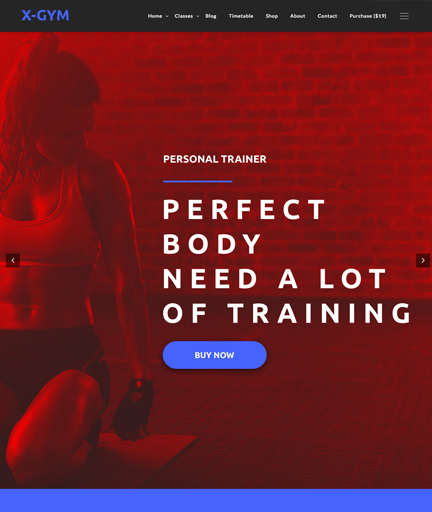 X-GYM
Home Classes Blog Timetable Shop About Contact Purchase ($19)
PERSONAL TRAINER
PERFECT
BODY
NEED A LOT
OF TRAINING
BUY NOW